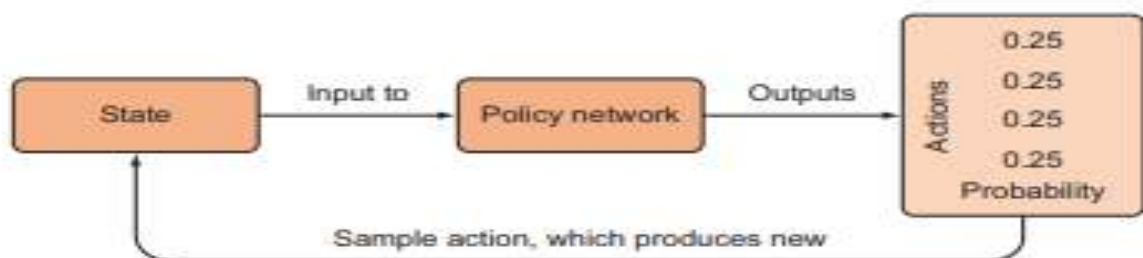 State
Input to
Policy network
Outputs
Actions
0.25
0.25
0.25
0.25
Probability
Sample action, which produces new